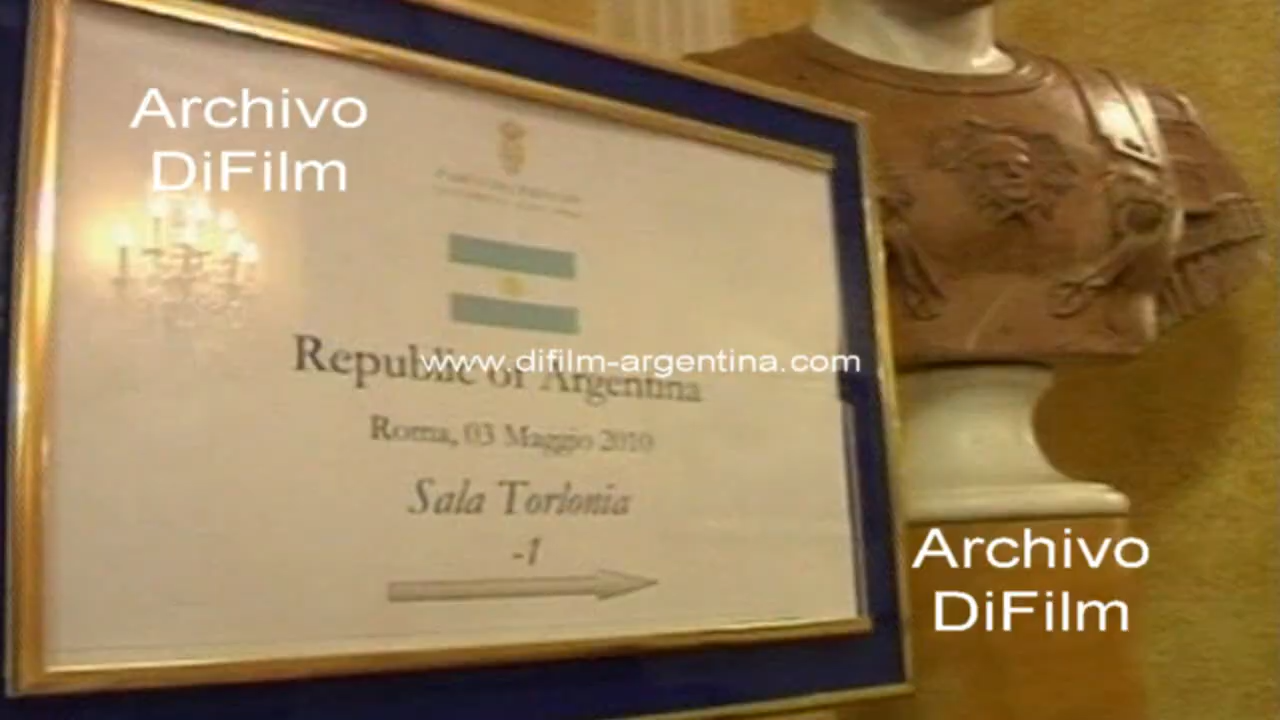 Archivo
DiFilm
Republic of Argentina
www.difilm-argentina.com
Roma, 03 Maggio 2010
Sala Torlonia
-1
Archivo
DiFilm